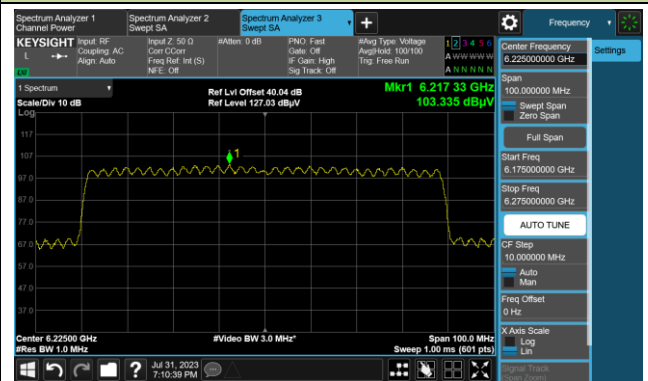 Spectrum Analyzer 1
Channel Power
Spectrum Analyzer 2
Swept SA
Spectrum Analyzer 3
Swept SA
Frequency
KEYSIGHT
Input: RF
Coupling: AC
Align: Auto
Input Z: 50 Ω
Corr CCorr
Freq Ref: Int (S)
NFE: Off
#Atten: 0 dB
PNO: Fast
Gate: Off
IF Gain: High
Sig Track: Off
#Avg Type: Voltage
Avg|Hold: 100/100
Trig: Free Run
1 2 3 4 5 6
A W W W W W
A N N N N N
L
1 Spectrum
Scale/Div 10 dB
Ref Lvl Offset 40.04 dB
Ref Level 127.03 dBµV
Mkr1 6.217 33 GHz
103.335 dBµV
Log
117
107
97.0
87.0
77.0
67.0
57.0
47.0
37.0
1
Center 6.22500 GHz
#Res BW 1.0 MHz
#Video BW 3.0 MHz*
Span 100.0 MHz
Sweep 1.00 ms (601 pts)
Jul 31, 2023
7:10:39 PM
Settings
Center Frequency
6.225000000 GHz
Span
100.000000 MHz
Swept Span
Zero Span
Full Span
Start Freq
6.175000000 GHz
Stop Freq
6.275000000 GHz
AUTO TUNE
CF Step
10.000000 MHz
Auto
Man
Freq Offset
0 Hz
X Axis Scale
Log
Lin
Signal Track
(Span Zoom)